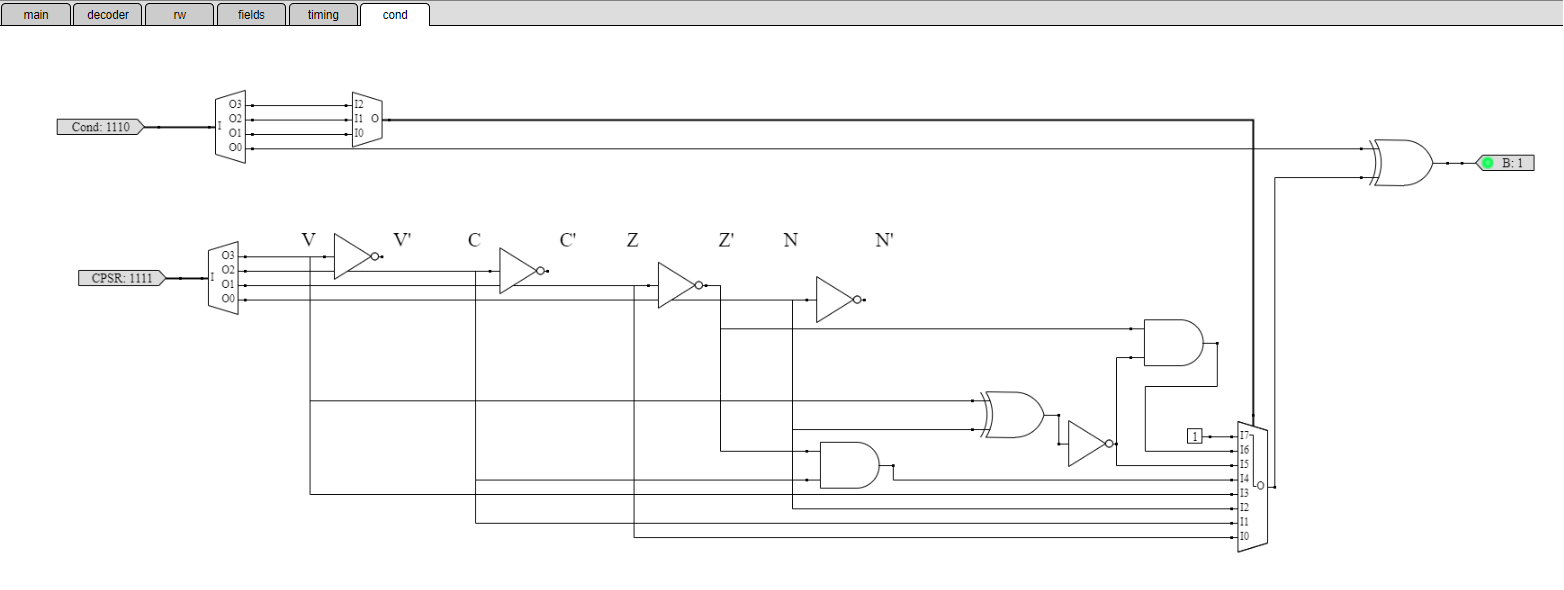 main decoder rw fields timing cond
O3 I2
O2 I1 O
Cond: 1110 I O1 I0
O0
B: 1
V V' C C' Z Z' N N'
O3
O2
CPSR: 1111 I O1
O0
1 I7
I6
I5
I4
I3 O
I2
I1
I0